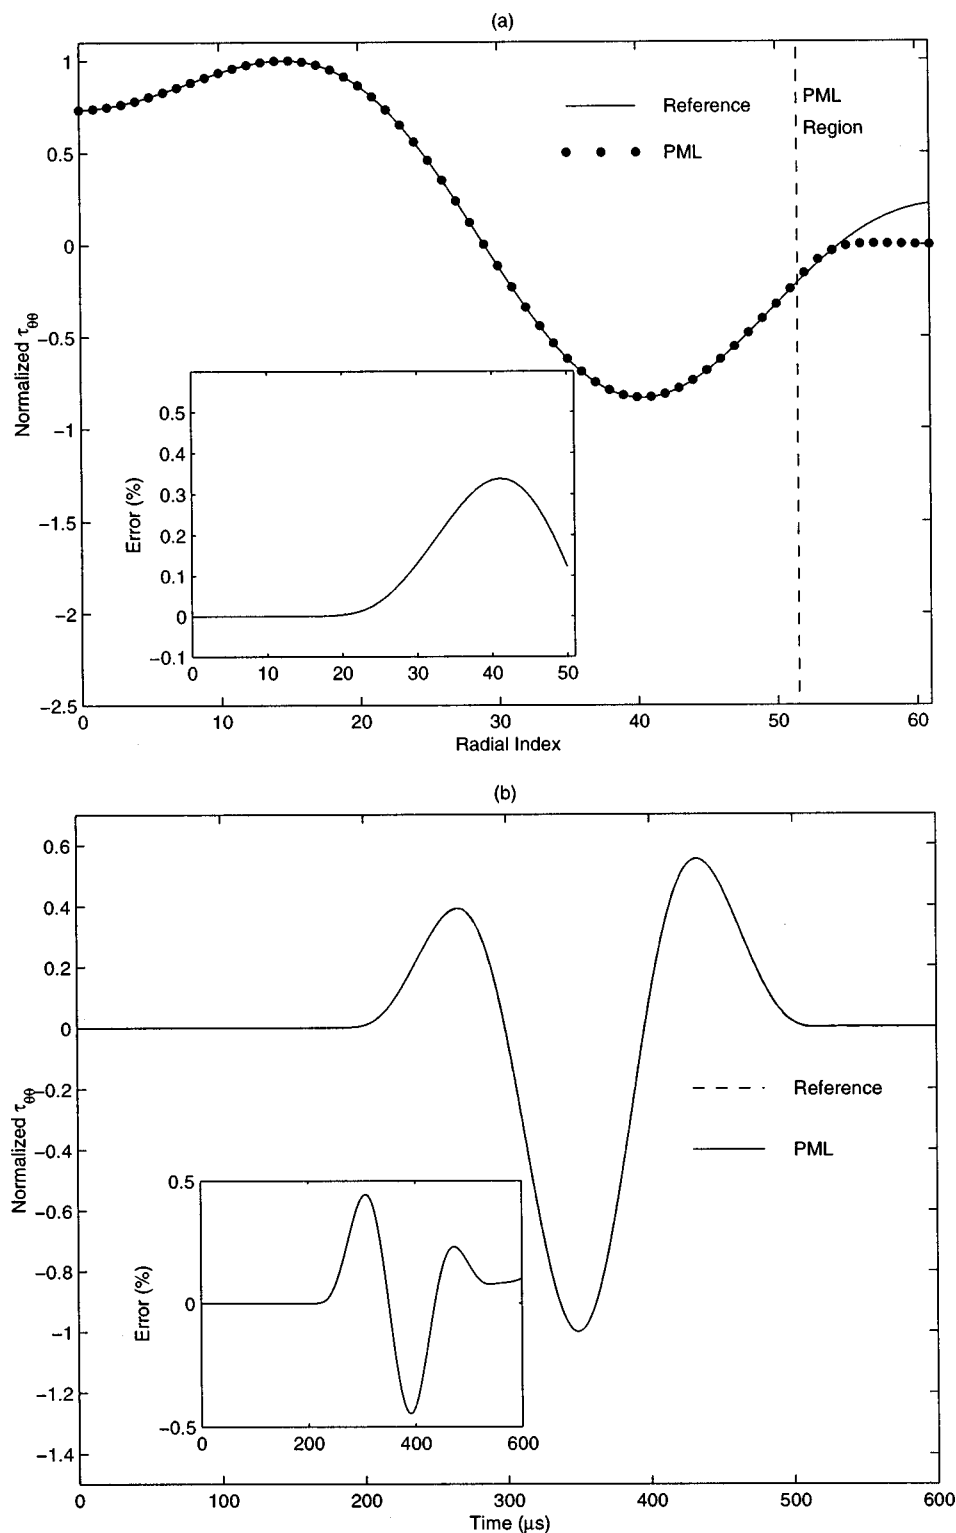 (a)
1
0.5
0
−0.5
−1
−1.5
−2
−2.5
Normalized τθθ
Reference
PML
PML
Region
0.5
0.4
0.3
0.2
0.1
0
−0.1
Error (%)
0 10 20 30 40 50
0 10 20 30 40 50 60
Radial Index
(b)
0.6
0.4
0.2
0
−0.2
−0.4
−0.6
−0.8
−1
−1.2
−1.4
Normalized τθθ
Reference
PML
0.5
0
−0.5
Error (%)
0 200 400 600
0 100 200 300 400 500 600
Time (μs)